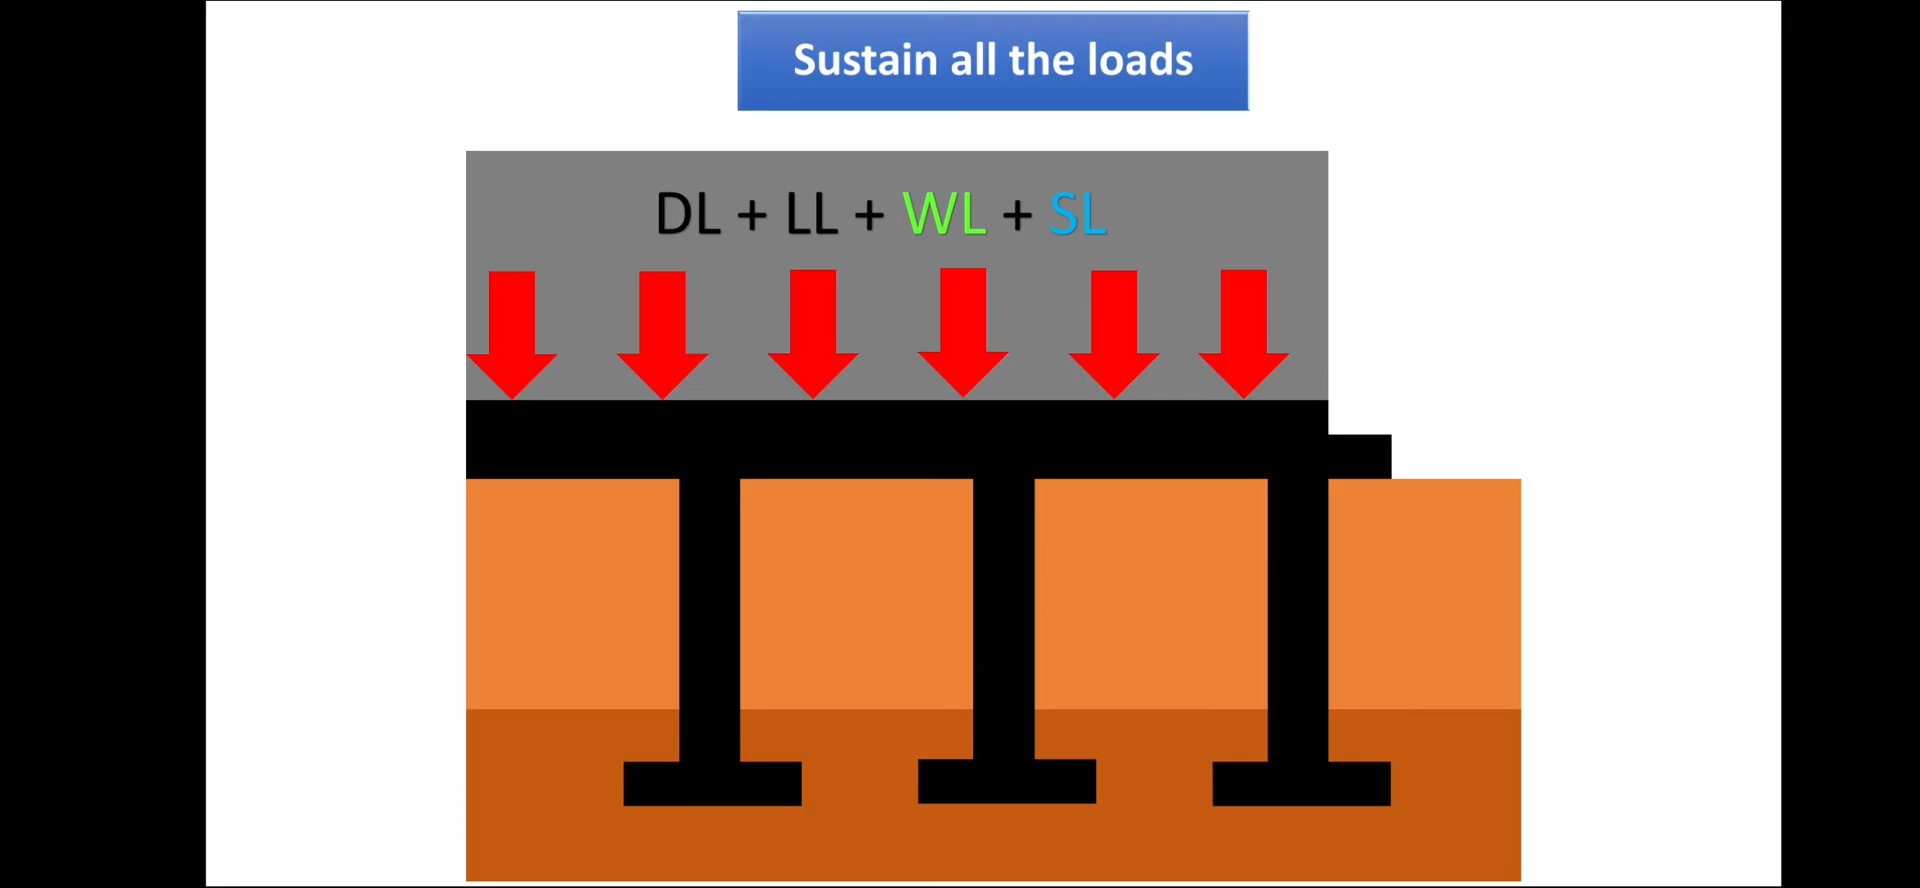 Sustain all the loads
DL + LL + WL + SL